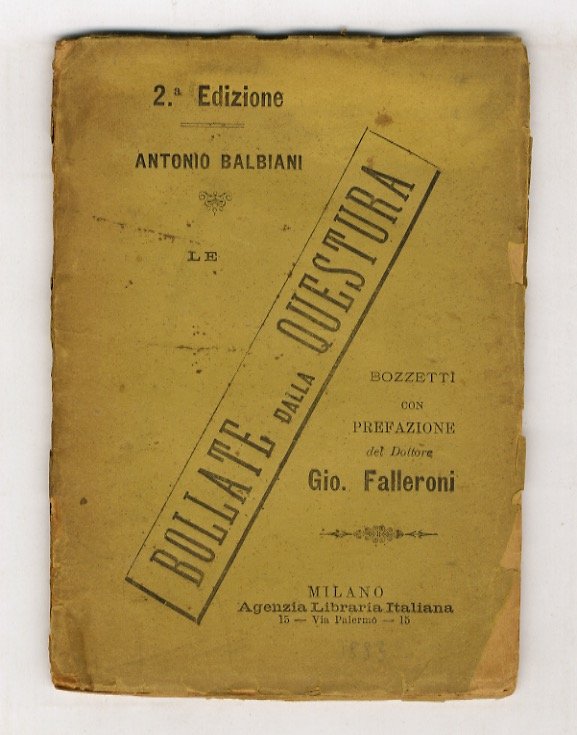 2.ª Edizione
ANTONIO BALBIANI
LE
BOLLATE DALLA QUESTURA
BOZZETTI
CON
PREFAZIONE
del Dottore
Gio. Falleroni
MILANO
Agenzia Libraria Italiana
15 — Via Palermo — 15